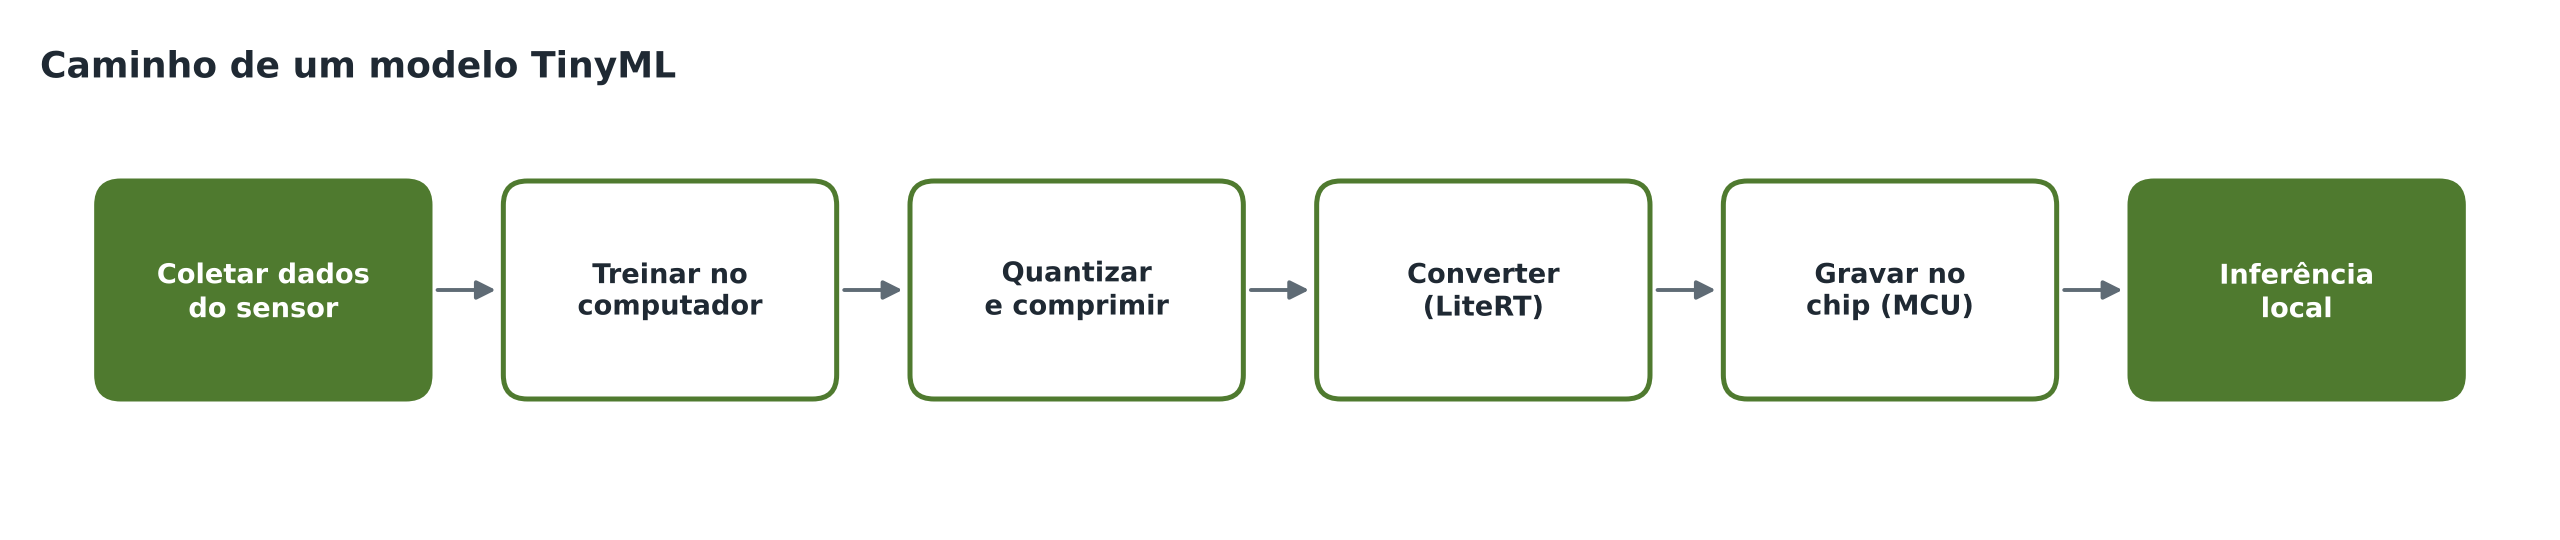 Caminho de um modelo TinyML
Coletar dados
do sensor
Treinar no
computador
Quantizar
e comprimir
Converter
(LiteRT)
Gravar no
chip (MCU)
Inferência
local